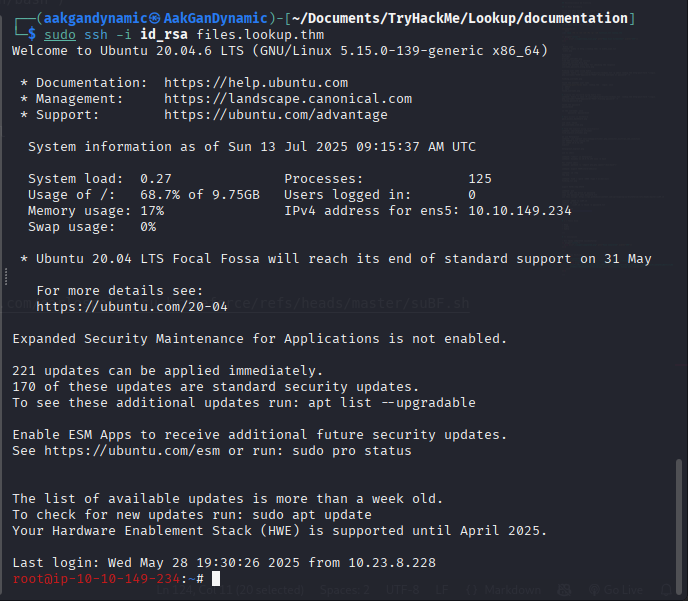 ┌──(aakgandynamic㉿AakGanDynamic)-[~/Documents/TryHackMe/Lookup/documentation]
└─$ sudo ssh -i id_rsa files.lookup.thm
Welcome to Ubuntu 20.04.6 LTS (GNU/Linux 5.15.0-139-generic x86_64)

 * Documentation:  https://help.ubuntu.com
 * Management:     https://landscape.canonical.com
 * Support:        https://ubuntu.com/advantage

  System information as of Sun 13 Jul 2025 09:15:37 AM UTC

  System load:  0.27              Processes:             125
  Usage of /:   68.7% of 9.75GB   Users logged in:       0
  Memory usage: 17%               IPv4 address for ens5: 10.10.149.234
  Swap usage:   0%

 * Ubuntu 20.04 LTS Focal Fossa will reach its end of standard support on 31 May

   For more details see:
   https://ubuntu.com/20-04
/refs/heads/master/suBF.sh

Expanded Security Maintenance for Applications is not enabled.

221 updates can be applied immediately.
170 of these updates are standard security updates.
To see these additional updates run: apt list --upgradable

Enable ESM Apps to receive additional future security updates.
See https://ubuntu.com/esm or run: sudo pro status


The list of available updates is more than a week old.
To check for new updates run: sudo apt update
Your Hardware Enablement Stack (HWE) is supported until April 2025.

Last login: Wed May 28 19:30:26 2025 from 10.23.8.228
root@ip-10-10-149-234:~#